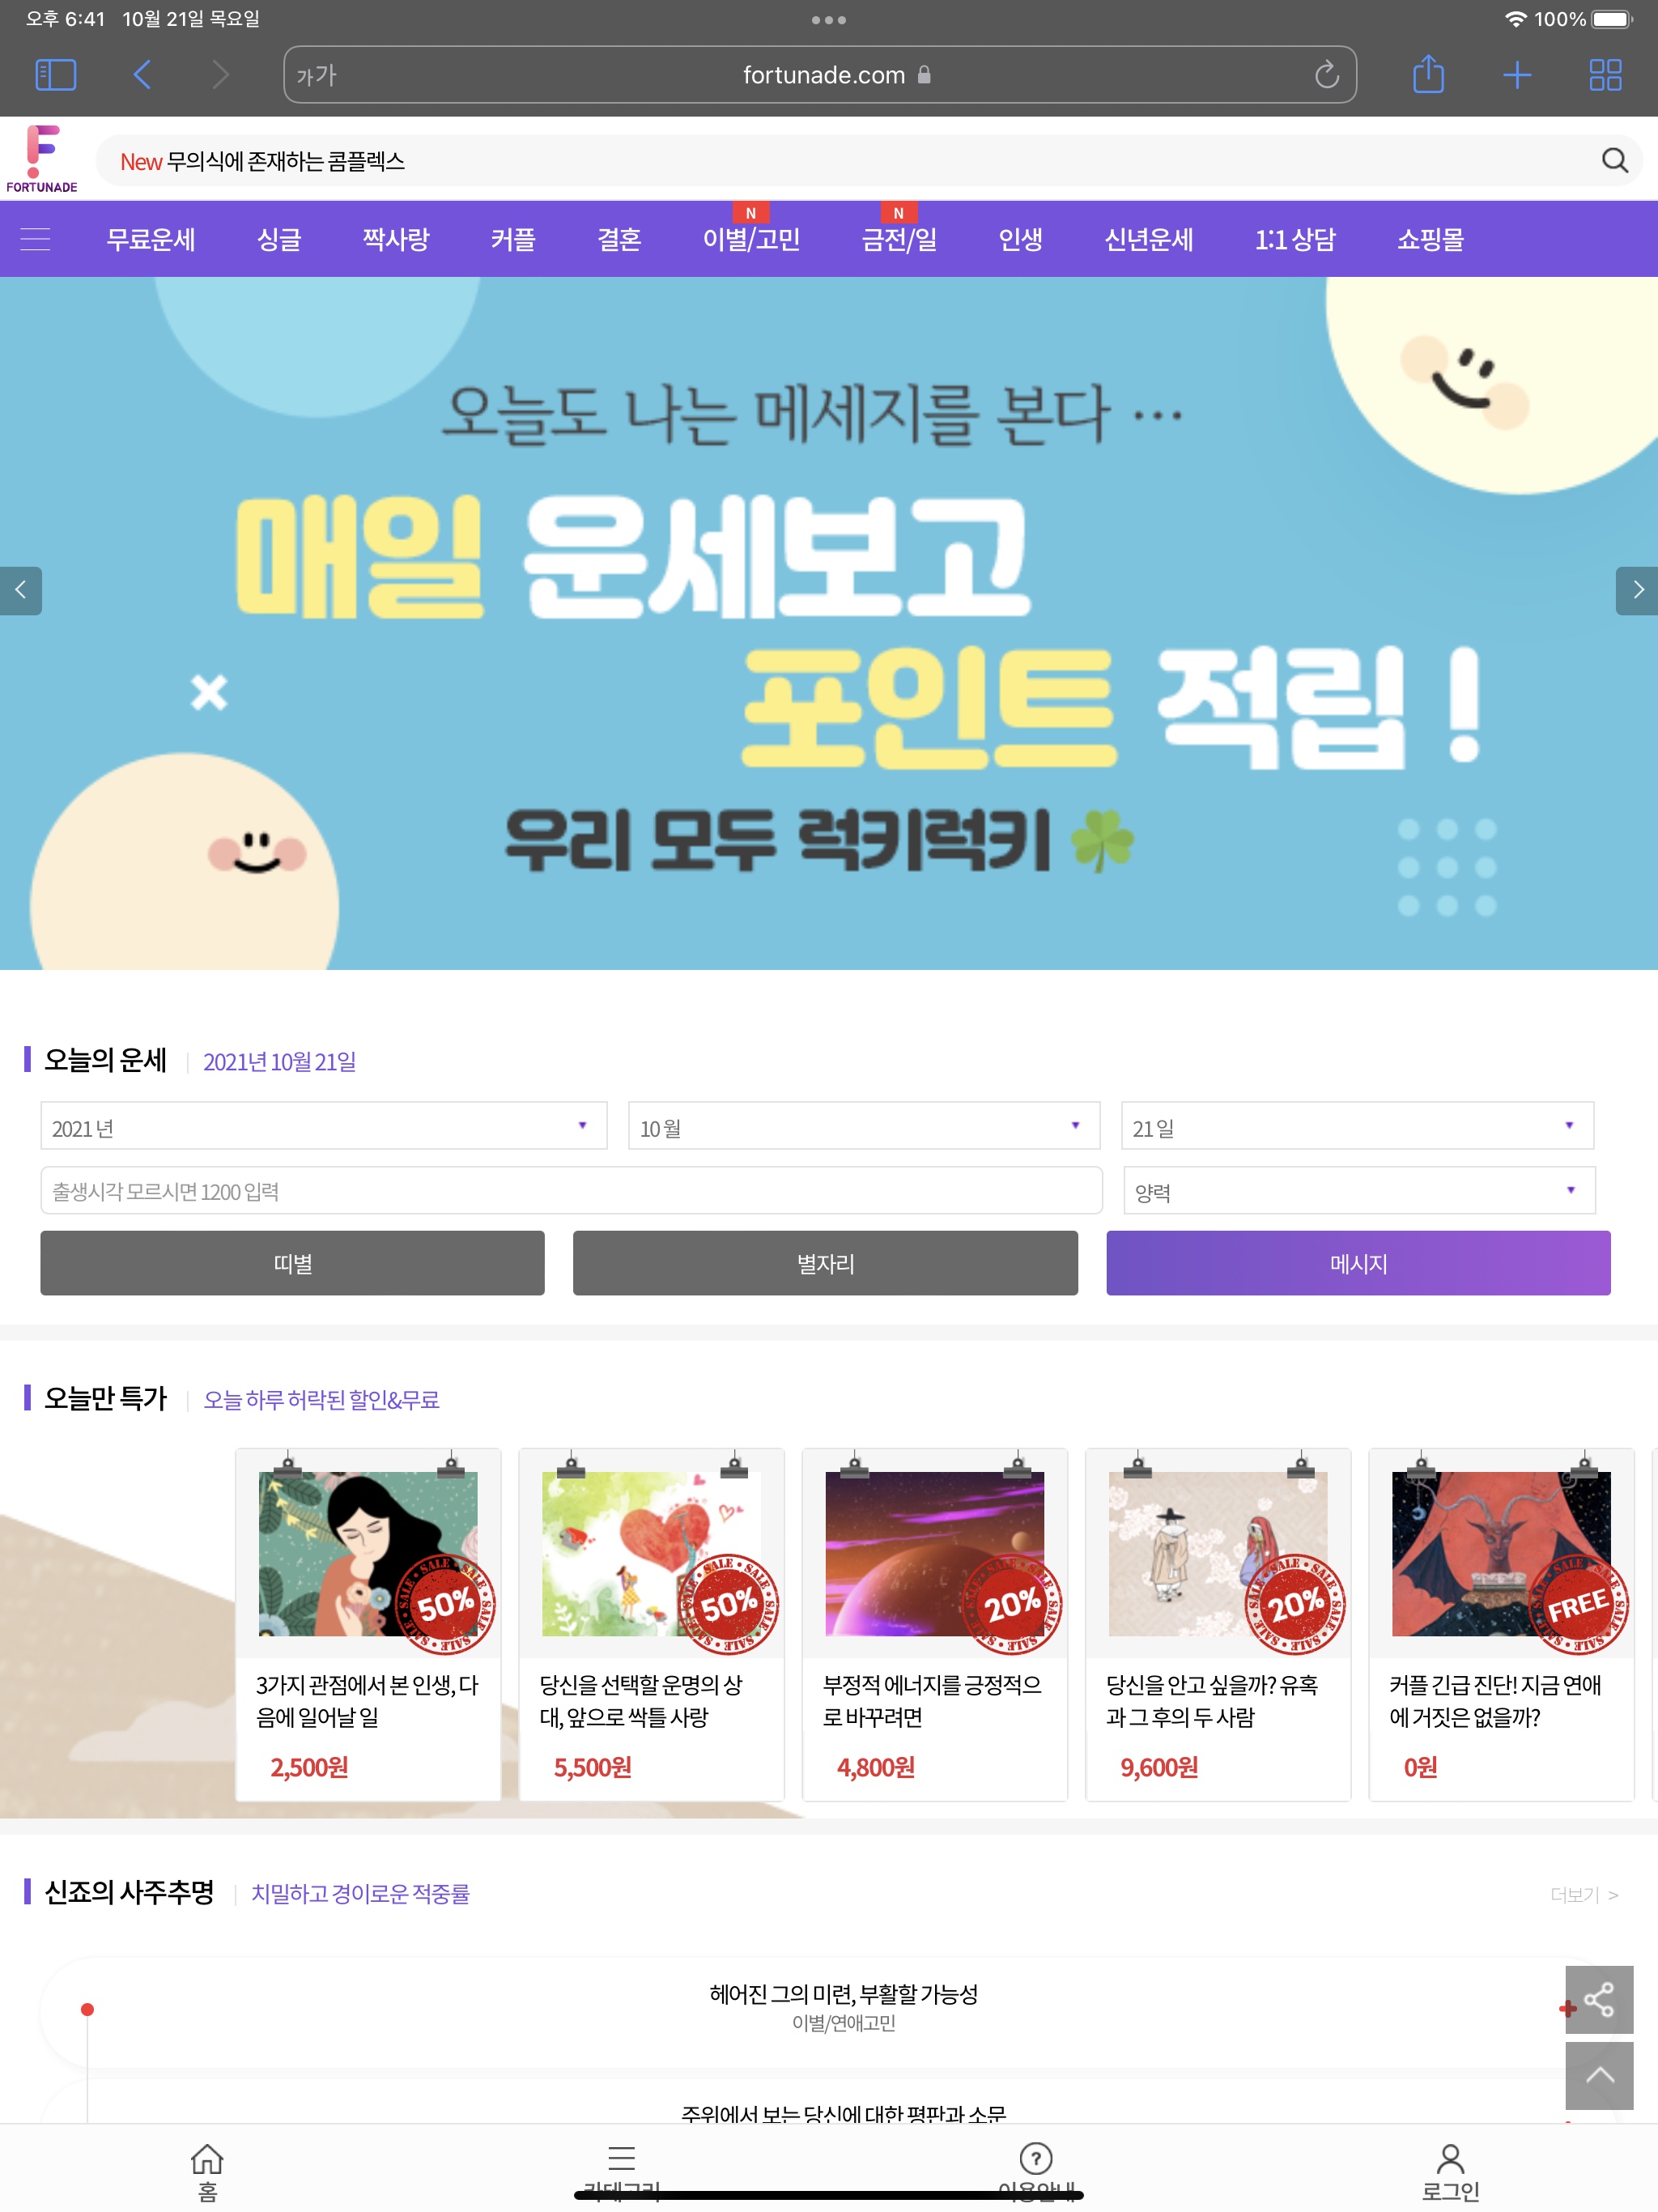 오후 6:41 10월 21일 목요일
100%
가가 fortunade.com
FORTUNADE
New 무의식에 존재하는 콤플렉스
N N
무료운세 싱글 짝사랑 커플 결혼 이별/고민 금전/일 인생 신년운세 1:1 상담 쇼핑몰
오늘도 나는 메세지를 본다 ...
매일 운세보고
포인트 적립 !
우리 모두 럭키럭키
오늘의 운세 2021년 10월 21일
2021 년 10 월 21 일
출생시각 모르시면 1200 입력 양력
띠별 별자리 메시지
오늘만 특가 오늘 하루 허락된 할인&무료
SALE 50% SALE 50% SALE 20% SALE 20% SALE FREE
3가지 관점에서 본 인생, 다
음에 일어날 일
2,500원
당신을 선택할 운명의 상
대, 앞으로 싹틀 사랑
5,500원
부정적 에너지를 긍정적으
로 바꾸려면
4,800원
당신을 안고 싶을까? 유혹
과 그 후의 두 사람
9,600원
커플 긴급 진단! 지금 연애
에 거짓은 없을까?
0원
신죠의 사주추명 치밀하고 경이로운 적중률 더보기 >
헤어진 그의 미련, 부활할 가능성
이별/연애고민
주위에서 보는 당신에 대한 평판과 소문
홈 카테고리 이용안내 로그인